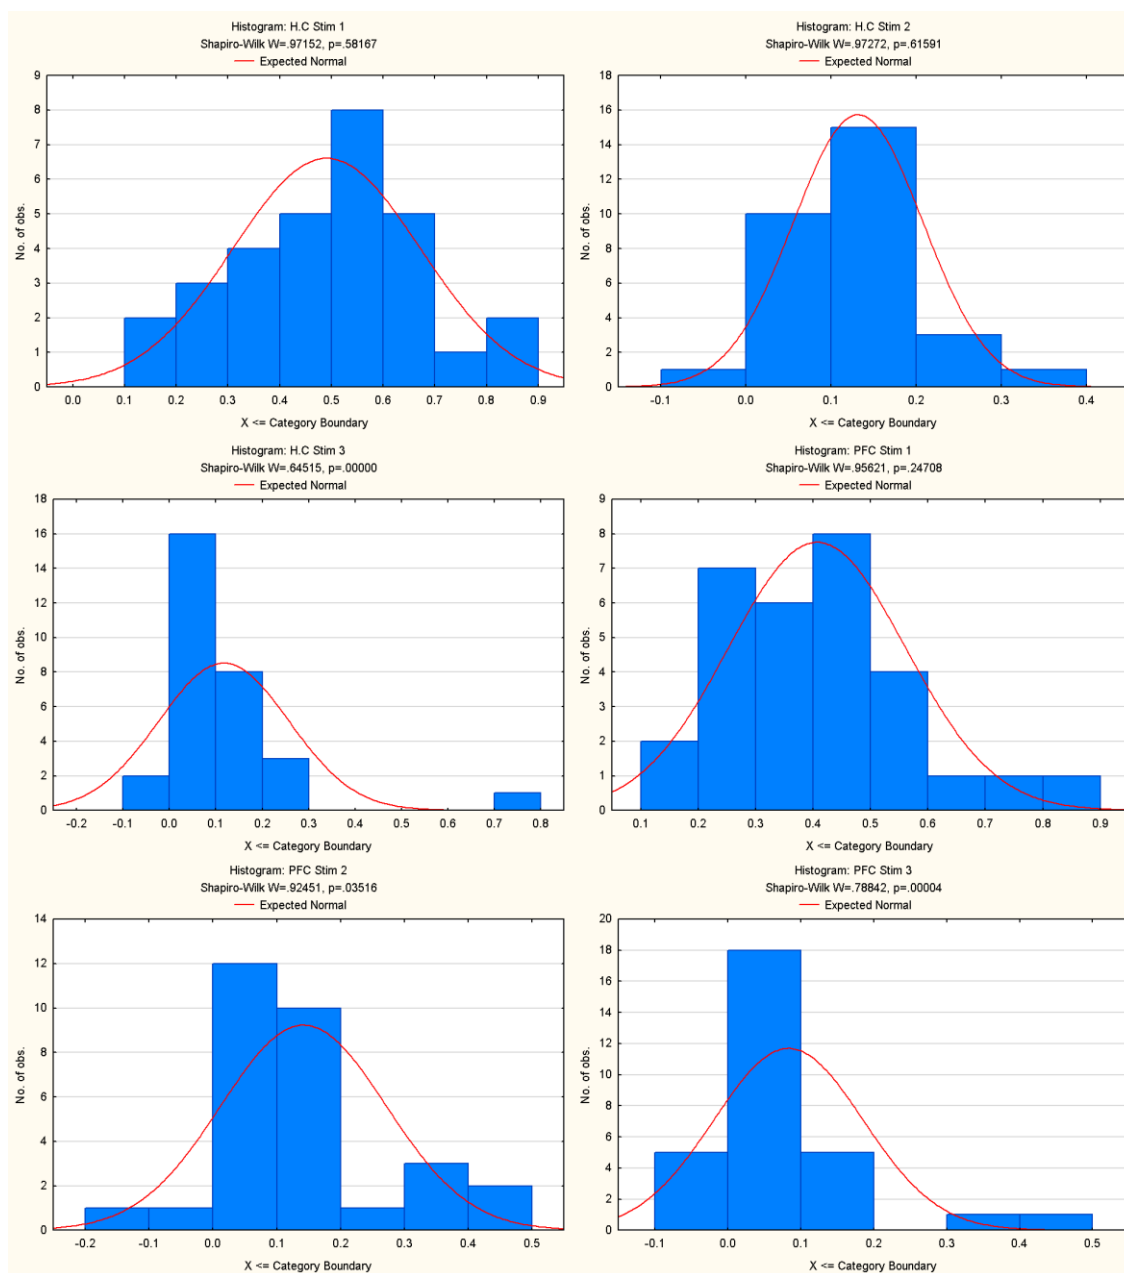 Histogram: H.C Stim 1
Shapiro-Wilk W=.97152, p=.58167
Expected Normal
9
8
7
6
5
4
3
2
1
0
No. of obs.
0.0 0.1 0.2 0.3 0.4 0.5 0.6 0.7 0.8 0.9
X <= Category Boundary
Histogram: H.C Stim 2
Shapiro-Wilk W=.97272, p=.61591
Expected Normal
18
16
14
12
10
8
6
4
2
0
No. of obs.
-0.1 0.0 0.1 0.2 0.3 0.4
X <= Category Boundary
Histogram: H.C Stim 3
Shapiro-Wilk W=.64515, p=.00000
Expected Normal
18
16
14
12
10
8
6
4
2
0
No. of obs.
-0.2 -0.1 0.0 0.1 0.2 0.3 0.4 0.5 0.6 0.7 0.8
X <= Category Boundary
Histogram: PFC Stim 1
Shapiro-Wilk W=.95621, p=.24708
Expected Normal
9
8
7
6
5
4
3
2
1
0
No. of obs.
0.1 0.2 0.3 0.4 0.5 0.6 0.7 0.8 0.9
X <= Category Boundary
Histogram: PFC Stim 2
Shapiro-Wilk W=.92451, p=.03516
Expected Normal
14
12
10
8
6
4
2
0
No. of obs.
-0.2 -0.1 0.0 0.1 0.2 0.3 0.4 0.5
X <= Category Boundary
Histogram: PFC Stim 3
Shapiro-Wilk W=.78842, p=.00004
Expected Normal
20
18
16
14
12
10
8
6
4
2
0
No. of obs.
-0.1 0.0 0.1 0.2 0.3 0.4 0.5
X <= Category Boundary